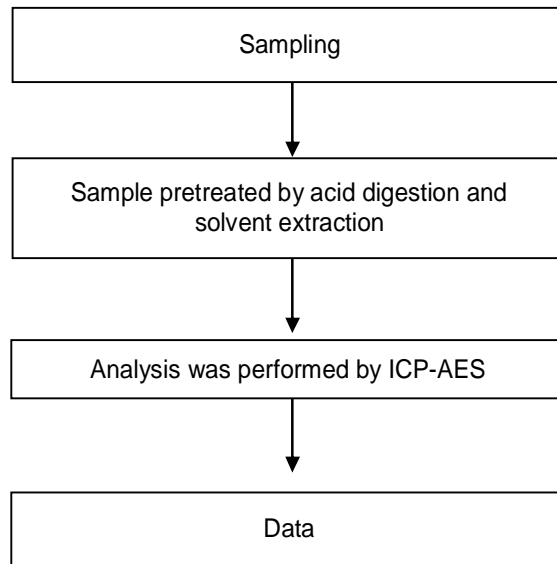 Sampling
Sample pretreated by acid digestion and
solvent extraction
Analysis was performed by ICP-AES
Data